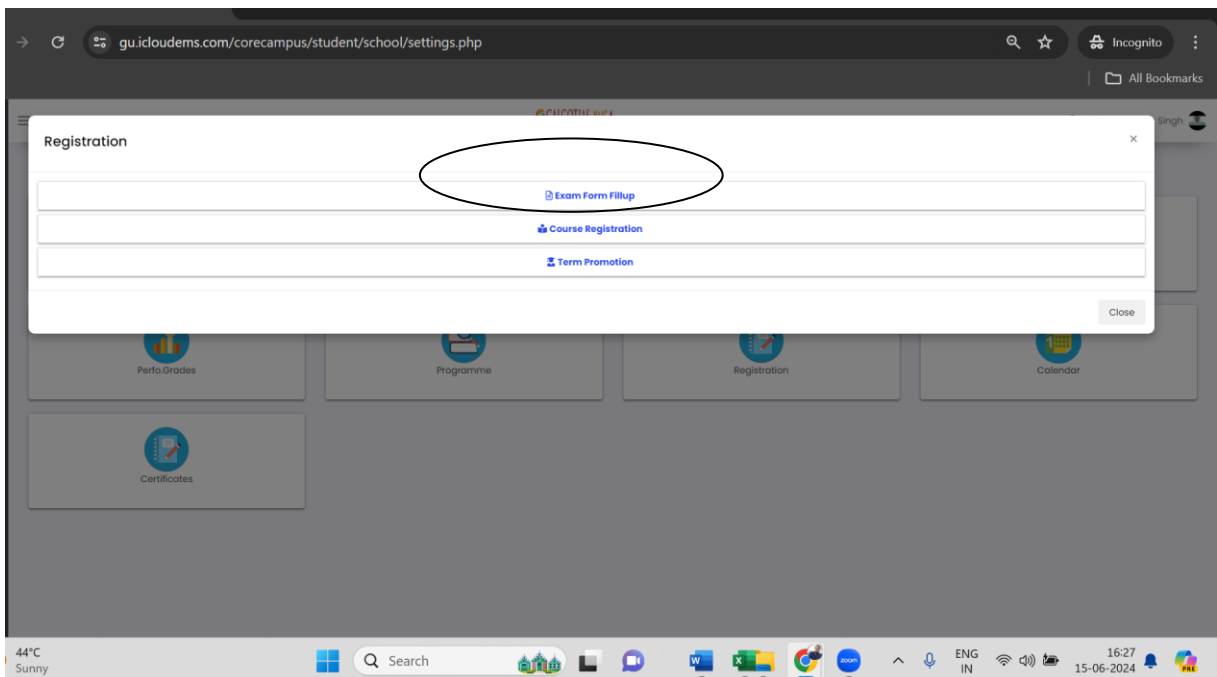 gu.icloudems.com/corecampus/student/school/settings.php
Incognito
All Bookmarks
Singh
Registration
×
Exam Form Fillup
Course Registration
Term Promotion
Close
Perfo.Grades
Programme
Registration
Calendar
Certificates
44°C
Sunny
Search
zoom
ENG
IN
16:27
15-06-2024
PRE